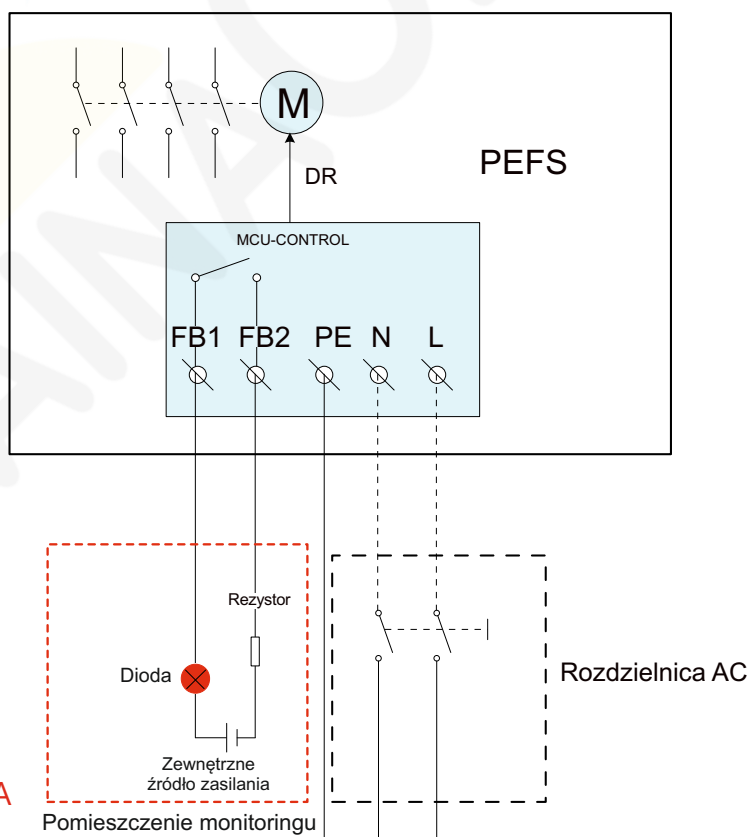 M
PEFS
DR
MCU-CONTROL
FB1 FB2 PE N L
Rezystor
Dioda
Zewnętrzne
źródło zasilania
Rozdzielnica AC
A
Pomieszczenie monitoringu